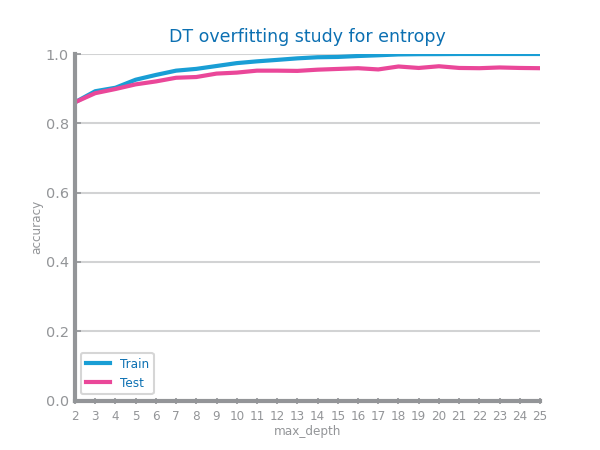 DT overfitting study for entropy
1.0
0.8
0.6
0.4
0.2
0.0
accuracy
Train
Test
2 3 4 5 6 7 8 9 10 11 12 13 14 15 16 17 18 19 20 21 22 23 24 25
max_depth